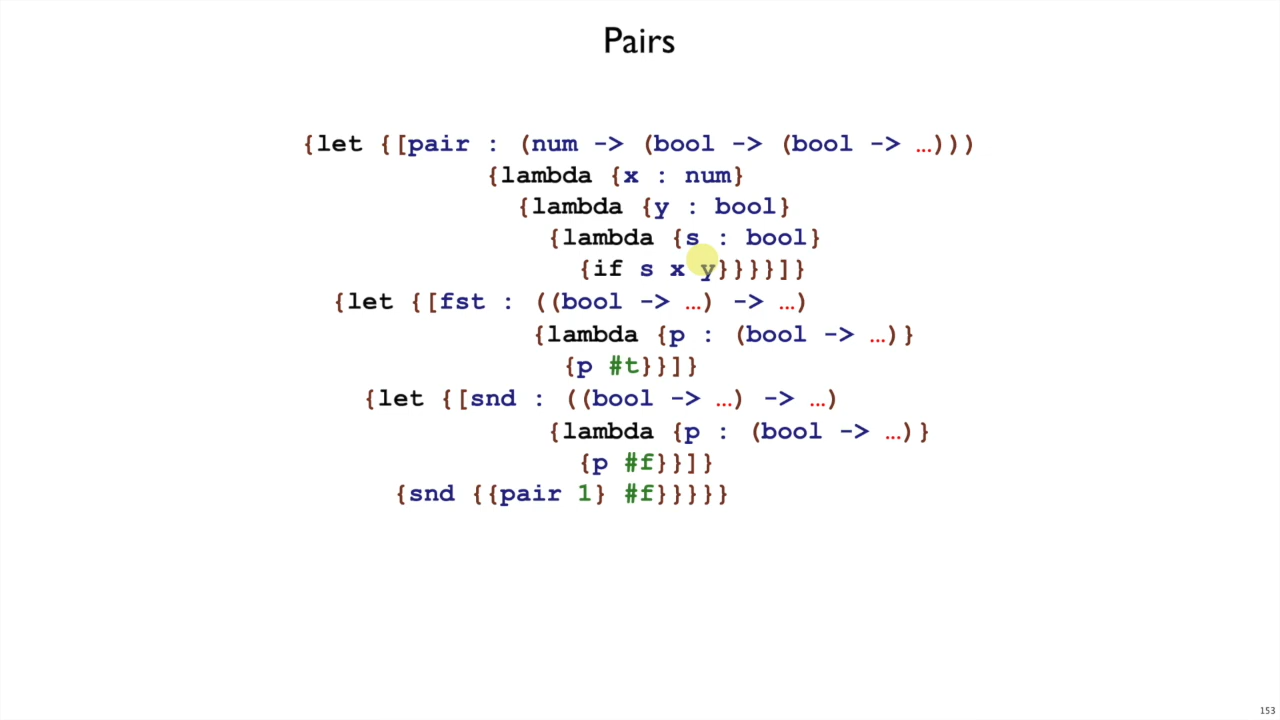 Pairs
{let {[pair : (num -> (bool -> (bool -> …)))
{lambda {x : num}
{lambda {y : bool}
{lambda {s : bool}
{if s x y}}}}]}
{let {[fst : ((bool -> …) -> …)
{lambda {p : (bool -> …)}
{p #t}}]}
{let {[snd : ((bool -> …) -> …)
{lambda {p : (bool -> …)}
{p #f}}]}
{snd {{pair 1} #f}}}}}
153